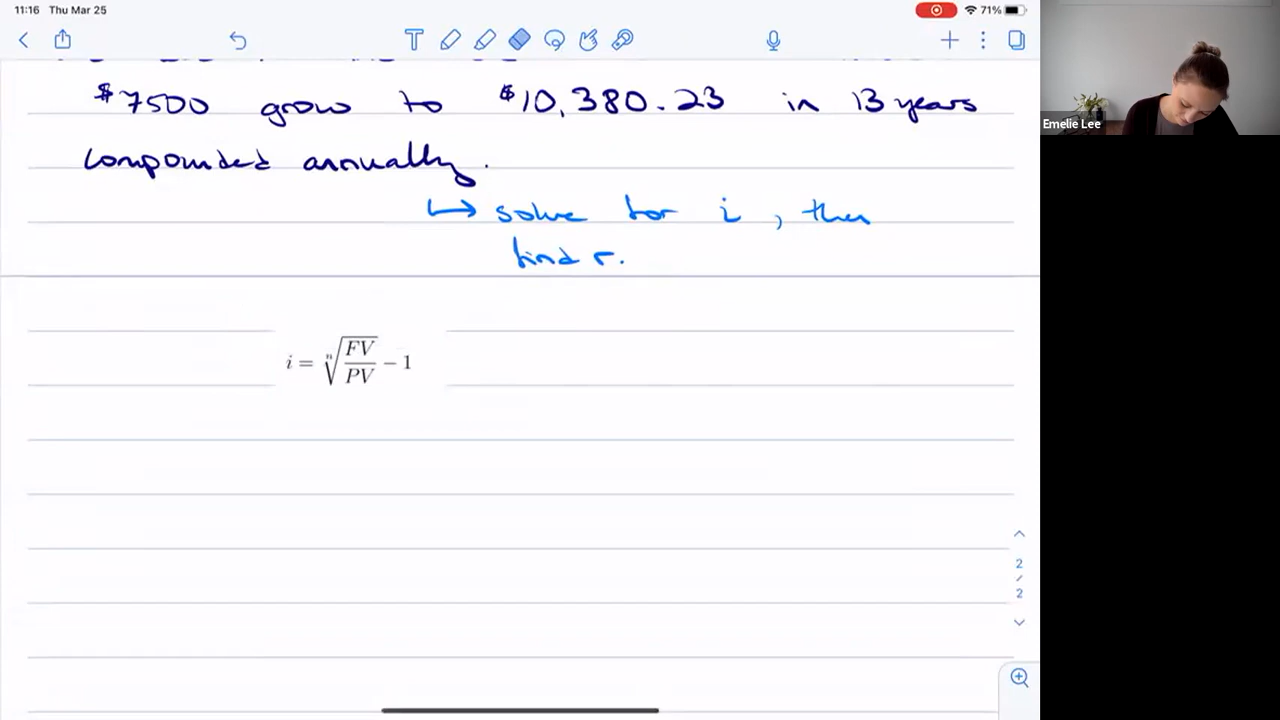 11:16 Thu Mar 25
71%
$7500 grow to $10,380.23 in 13 years
compounded annually.
↳ solve for i, then
find r.
i = ⁿ√(FV/PV) − 1
Emelie Lee
2
/
2